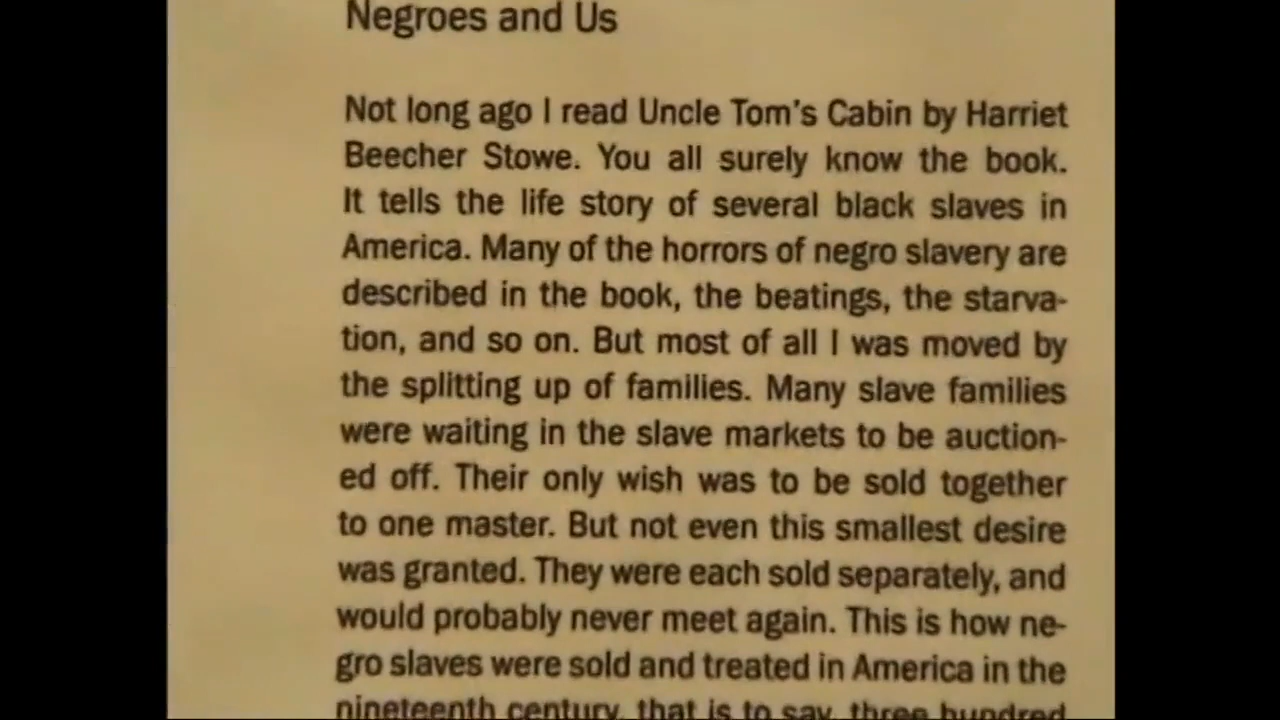 Negroes and Us
Not long ago I read Uncle Tom's Cabin by Harriet
Beecher Stowe. You all surely know the book.
It tells the life story of several black slaves in
America. Many of the horrors of negro slavery are
described in the book, the beatings, the starva-
tion, and so on. But most of all I was moved by
the splitting up of families. Many slave families
were waiting in the slave markets to be auction-
ed off. Their only wish was to be sold together
to one master. But not even this smallest desire
was granted. They were each sold separately, and
would probably never meet again. This is how ne-
gro slaves were sold and treated in America in the
nineteenth century, that is to say, three hundred